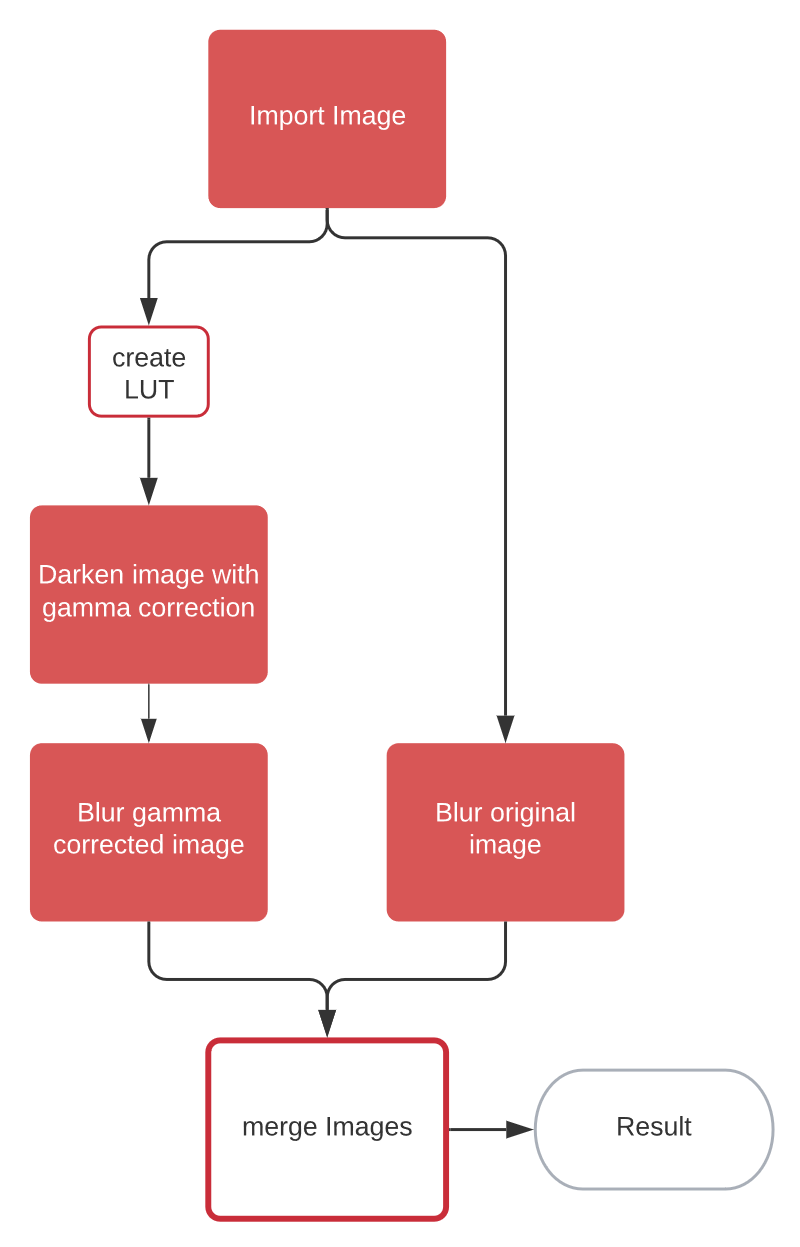 Import Image
create
LUT
Darken image with
gamma correction
Blur gamma
corrected image
Blur original
image
merge Images
Result